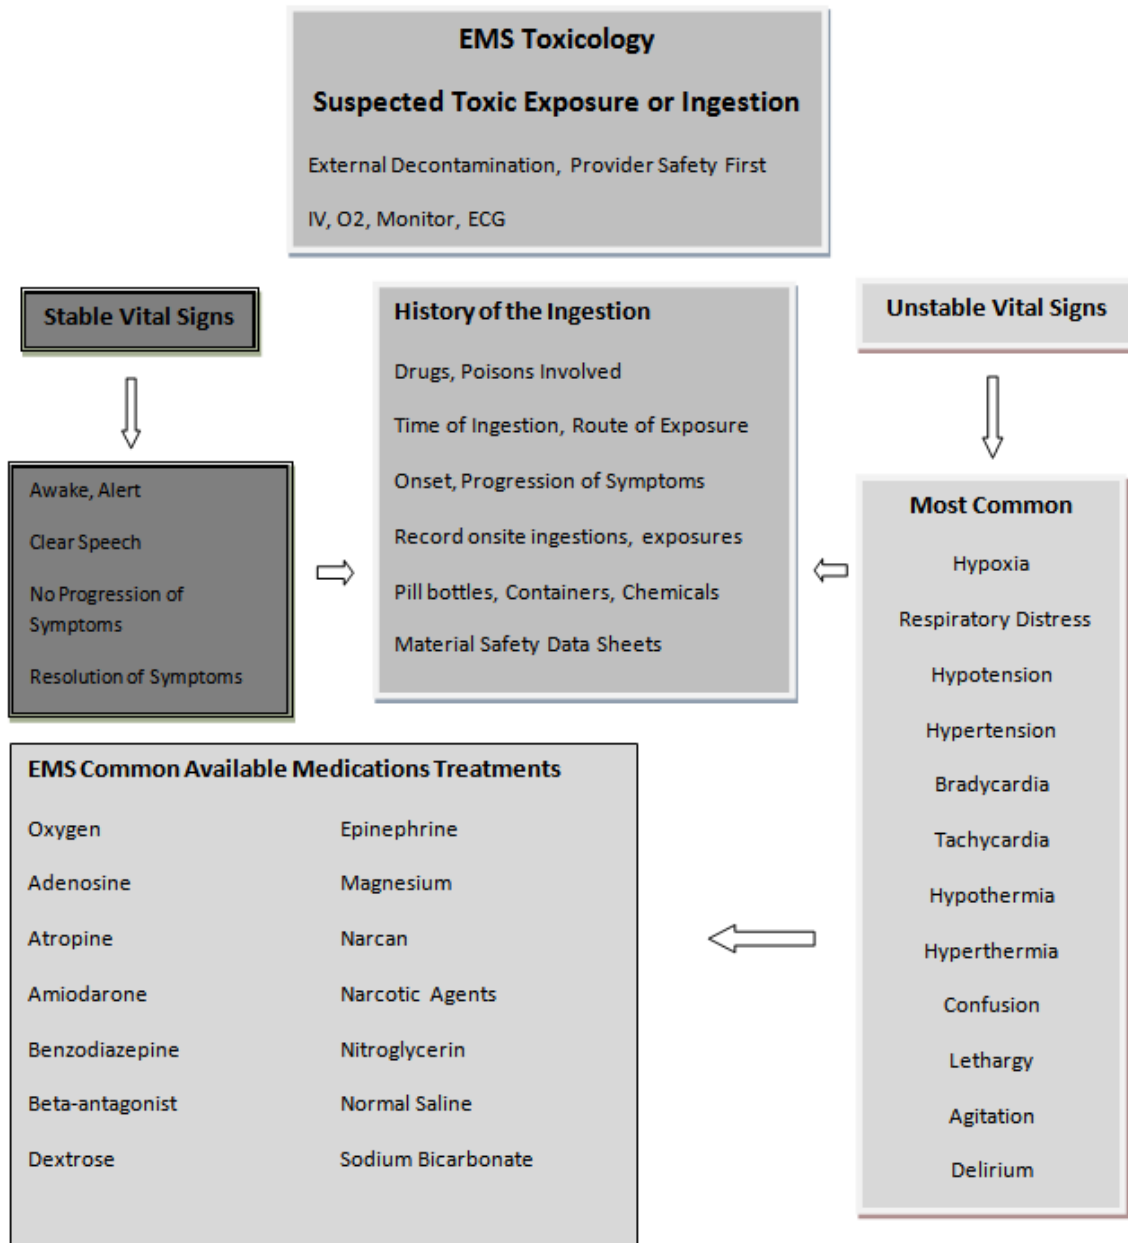 EMS Toxicology
Suspected Toxic Exposure or Ingestion
External Decontamination, Provider Safety First
IV, O2, Monitor, ECG
Stable Vital Signs
Awake, Alert
Clear Speech
No Progression of
Symptoms
Resolution of Symptoms
History of the Ingestion
Drugs, Poisons Involved
Time of Ingestion, Route of Exposure
Onset, Progression of Symptoms
Record onsite ingestions, exposures
Pill bottles, Containers, Chemicals
Material Safety Data Sheets
Unstable Vital Signs
Most Common
Hypoxia
Respiratory Distress
Hypotension
Hypertension
Bradycardia
Tachycardia
Hypothermia
Hyperthermia
Confusion
Lethargy
Agitation
Delirium
EMS Common Available Medications Treatments
Oxygen
Adenosine
Atropine
Amiodarone
Benzodiazepine
Beta-antagonist
Dextrose
Epinephrine
Magnesium
Narcan
Narcotic Agents
Nitroglycerin
Normal Saline
Sodium Bicarbonate